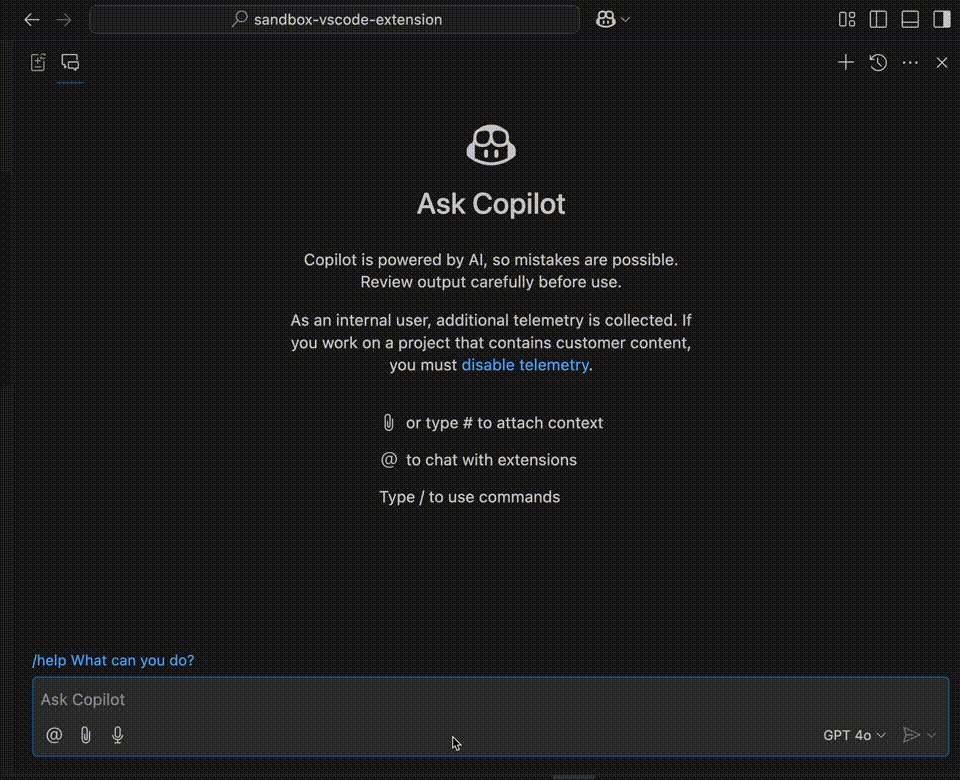 sandbox-vscode-extension
Ask Copilot
Copilot is powered by AI, so mistakes are possible.
Review output carefully before use.
As an internal user, additional telemetry is collected. If
you work on a project that contains customer content,
you must disable telemetry.
or type # to attach context
@ to chat with extensions
Type / to use commands
/help What can you do?
Ask Copilot
@
GPT 4o